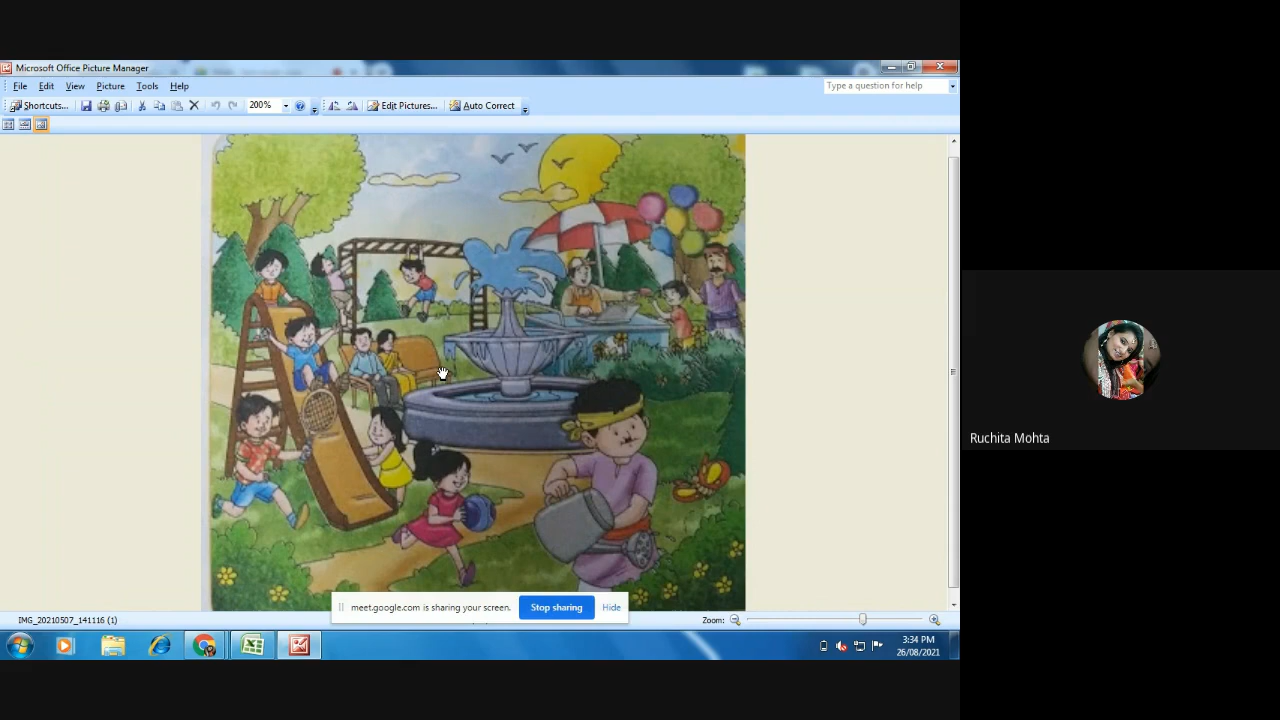 Microsoft Office Picture Manager
File Edit View Picture Tools Help
Type a question for help
Shortcuts...
200%
Edit Pictures...
Auto Correct
Ruchita Mohta
meet.google.com is sharing your screen.
Stop sharing
Hide
IMG_20210507_141116 (1)
Zoom:
3:34 PM
26/08/2021